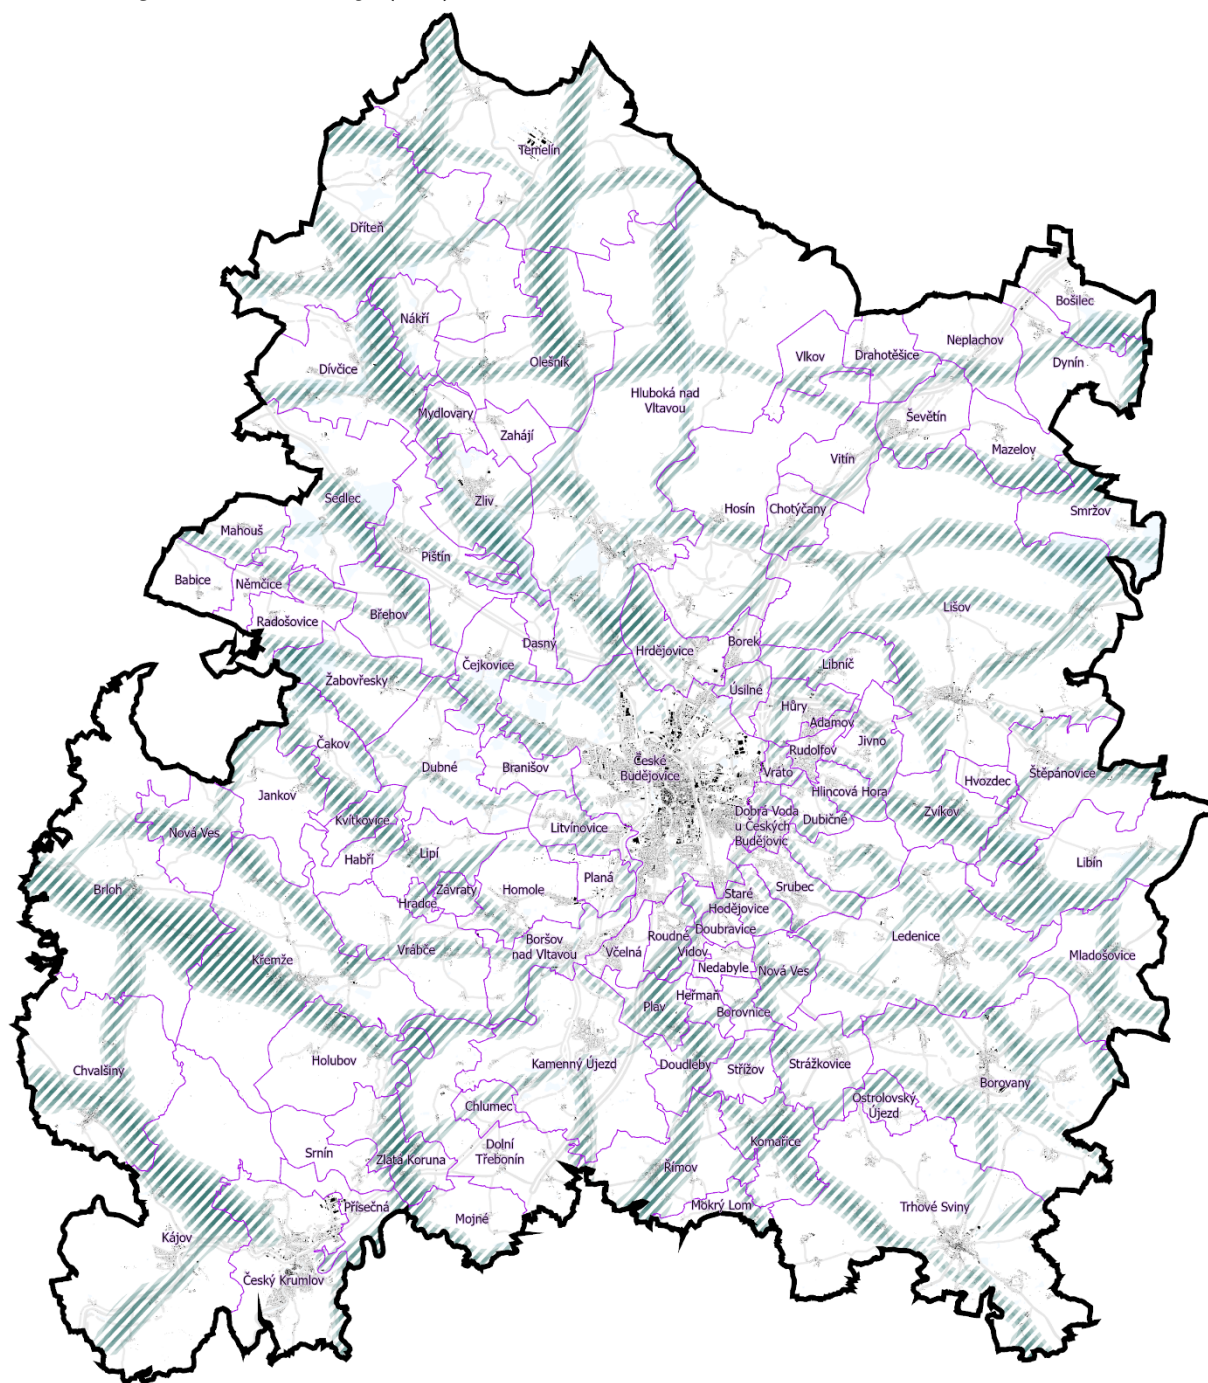 Temelín
Dříteň
Bošilec
Nákří
Neplachov
Vlkov
Drahotěšice
Dynín
Olešník
Dívčice
Hluboká nad
Vltavou
Mydlovary
Ševětín
Zahájí
Mazelov
Vitín
Sedlec
Zliv
Hosín
Chotýčany
Smržov
Mahouš
Pištín
Babice
Němčice
Břehov
Lišov
Radošovice
Dasný
Hrdějovice
Borek
Čejkovice
Libníč
Žabovřesky
Úsilné
Hůry
Adamov
Čakov
Jivno
Rudolfov
Dubné
Branišov
České
Budějovice
Vráto
Štěpánovice
Hvozdec
Jankov
Hlincová Hora
Zvíkov
Dobrá Voda
u Českých
Budějovic
Kvítkovice
Dubičné
Litvínovice
Nová Ves
Lipí
Habří
Libín
Planá
Srubec
Brloh
Závraty
Homole
Hradce
Staré
Hodějovice
Doubravice
Roudné
Ledenice
Boršov
nad Vltavou
Vrábče
Včelná
Vidov
Mladošovice
Křemže
Nedabyle
Nová Ves
Heřmaň
Plav
Borovnice
Holubov
Kamenný Újezd
Doudleby
Střížov
Strážkovice
Chvalšiny
Borovany
Ostrolovský
Újezd
Chlumec
Komařice
Dolní
Třebonín
Srnín
Zlatá Koruna
Římov
Přísečná
Mokrý Lom
Trhové Sviny
Mojné
Kájov
Český Krumlov